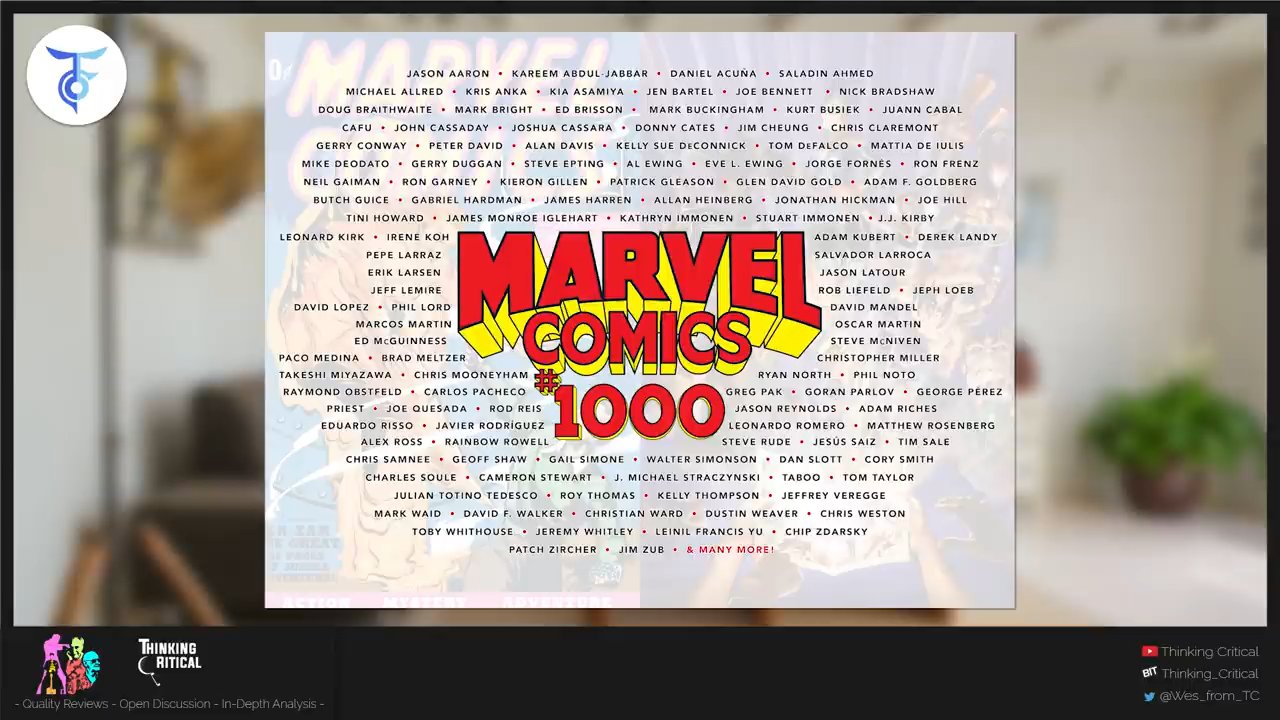 JASON AARON • KAREEM ABDUL-JABBAR • DANIEL ACUÑA • SALADIN AHMED
MICHAEL ALLRED • KRIS ANKA • KIA ASAMIYA • JEN BARTEL • JOE BENNETT • NICK BRADSHAW
DOUG BRAITHWAITE • MARK BRIGHT • ED BRISSON • MARK BUCKINGHAM • KURT BUSIEK • JUANN CABAL
CAFU • JOHN CASSADAY • JOSHUA CASSARA • DONNY CATES • JIM CHEUNG • CHRIS CLAREMONT
GERRY CONWAY • PETER DAVID • ALAN DAVIS • KELLY SUE DeCONNICK • TOM DeFALCO • MATTIA DE IULIS
MIKE DEODATO • GERRY DUGGAN • STEVE EPTING • AL EWING • EVE L. EWING • JORGE FORNÉS • RON FRENZ
NEIL GAIMAN • RON GARNEY • KIERON GILLEN • PATRICK GLEASON • GLEN DAVID GOLD • ADAM F. GOLDBERG
BUTCH GUICE • GABRIEL HARDMAN • JAMES HARREN • ALLAN HEINBERG • JONATHAN HICKMAN • JOE HILL
TINI HOWARD • JAMES MONROE IGLEHART • KATHRYN IMMONEN • STUART IMMONEN • J.J. KIRBY
LEONARD KIRK • IRENE KOH ADAM KUBERT • DEREK LANDY
PEPE LARRAZ SALVADOR LARROCA
ERIK LARSEN JASON LATOUR
JEFF LEMIRE ROB LIEFELD • JEPH LOEB
DAVID LOPEZ • PHIL LORD DAVID MANDEL
MARCOS MARTIN OSCAR MARTIN
ED McGUINNESS STEVE McNIVEN
PACO MEDINA • BRAD MELTZER CHRISTOPHER MILLER
TAKESHI MIYAZAWA • CHRIS MOONEYHAM RYAN NORTH • PHIL NOTO
RAYMOND OBSTFELD • CARLOS PACHECO GREG PAK • GORAN PARLOV • GEORGE PÉREZ
PRIEST • JOE QUESADA • ROD REIS JASON REYNOLDS • ADAM RICHES
EDUARDO RISSO • JAVIER RODRÍGUEZ LEONARDO ROMERO • MATTHEW ROSENBERG
ALEX ROSS • RAINBOW ROWELL STEVE RUDE • JESÚS SAIZ • TIM SALE
MARVEL
COMICS
#1000
CHRIS SAMNEE • GEOFF SHAW • GAIL SIMONE • WALTER SIMONSON • DAN SLOTT • CORY SMITH
CHARLES SOULE • CAMERON STEWART • J. MICHAEL STRACZYNSKI • TABOO • TOM TAYLOR
JULIAN TOTINO TEDESCO • ROY THOMAS • KELLY THOMPSON • JEFFREY VEREGGE
MARK WAID • DAVID F. WALKER • CHRISTIAN WARD • DUSTIN WEAVER • CHRIS WESTON
TOBY WHITHOUSE • JEREMY WHITLEY • LEINIL FRANCIS YU • CHIP ZDARSKY
PATCH ZIRCHER • JIM ZUB • & MANY MORE!
MARVEL
COMICS
ACTION MYSTERY ADVENTURE
THINKING
CRITICAL
- Quality Reviews - Open Discussion - In-Depth Analysis -
Thinking Critical
BIT Thinking_Critical
@Wes_from_TC